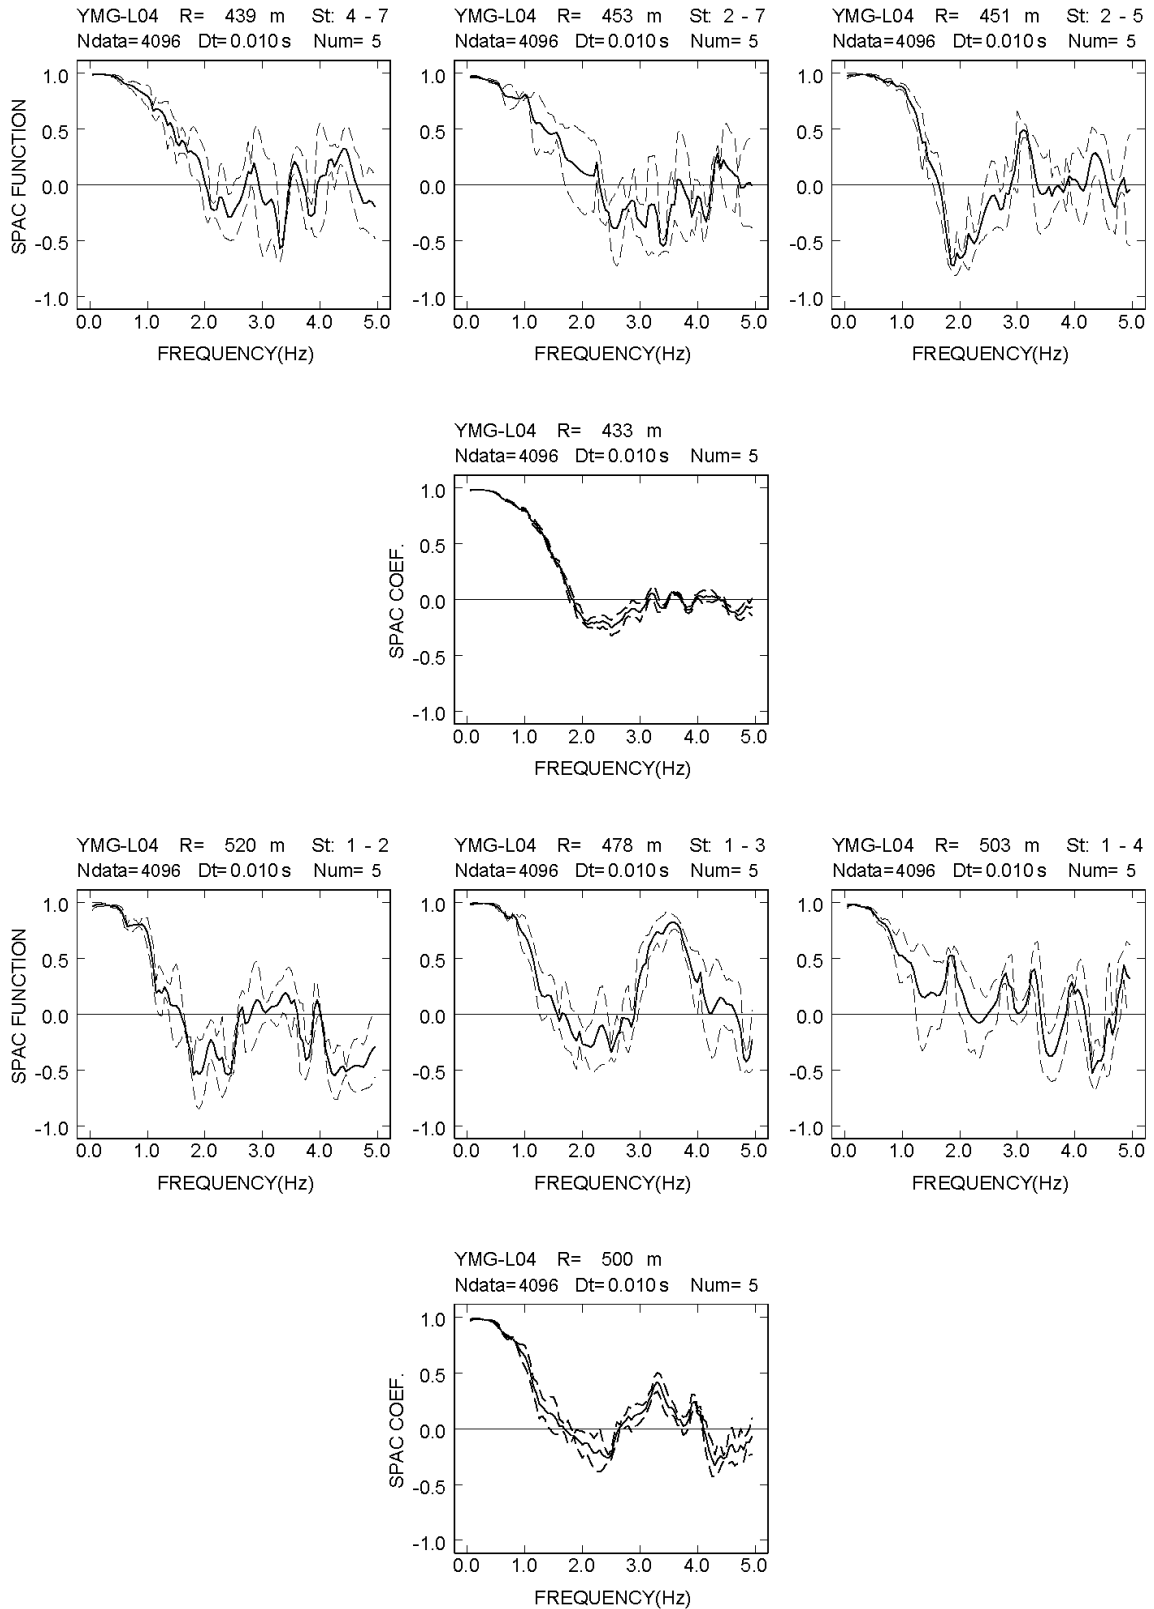 YMG-L04 R= 439 m St: 4 - 7
Ndata=4096 Dt=0.010 s Num= 5
1.0
0.5
0.0
-0.5
-1.0
SPAC FUNCTION
0.0 1.0 2.0 3.0 4.0 5.0
FREQUENCY(Hz)
YMG-L04 R= 453 m St: 2 - 7
Ndata=4096 Dt=0.010 s Num= 5
1.0
0.5
0.0
-0.5
-1.0
0.0 1.0 2.0 3.0 4.0 5.0
FREQUENCY(Hz)
YMG-L04 R= 451 m St: 2 - 5
Ndata=4096 Dt=0.010 s Num= 5
1.0
0.5
0.0
-0.5
-1.0
0.0 1.0 2.0 3.0 4.0 5.0
FREQUENCY(Hz)
YMG-L04 R= 433 m
Ndata=4096 Dt=0.010 s Num= 5
1.0
0.5
0.0
-0.5
-1.0
SPAC COEF.
0.0 1.0 2.0 3.0 4.0 5.0
FREQUENCY(Hz)
YMG-L04 R= 520 m St: 1 - 2
Ndata=4096 Dt=0.010 s Num= 5
1.0
0.5
0.0
-0.5
-1.0
SPAC FUNCTION
0.0 1.0 2.0 3.0 4.0 5.0
FREQUENCY(Hz)
YMG-L04 R= 478 m St: 1 - 3
Ndata=4096 Dt=0.010 s Num= 5
1.0
0.5
0.0
-0.5
-1.0
0.0 1.0 2.0 3.0 4.0 5.0
FREQUENCY(Hz)
YMG-L04 R= 503 m St: 1 - 4
Ndata=4096 Dt=0.010 s Num= 5
1.0
0.5
0.0
-0.5
-1.0
0.0 1.0 2.0 3.0 4.0 5.0
FREQUENCY(Hz)
YMG-L04 R= 500 m
Ndata=4096 Dt=0.010 s Num= 5
1.0
0.5
0.0
-0.5
-1.0
SPAC COEF.
0.0 1.0 2.0 3.0 4.0 5.0
FREQUENCY(Hz)